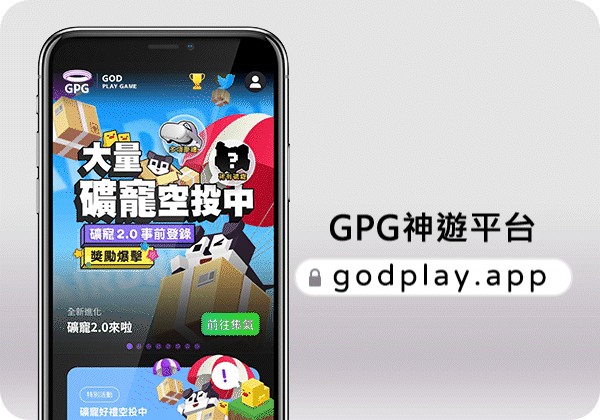 GPG
GOD
PLAY GAME
大量
礦寵空投中
礦寵2.0事前登錄
獎勵爆擊
?
全新進化
礦寵2.0來啦
前往集氣
特別活動
礦寵好禮空投中
!
GPG神遊平台
godplay.app